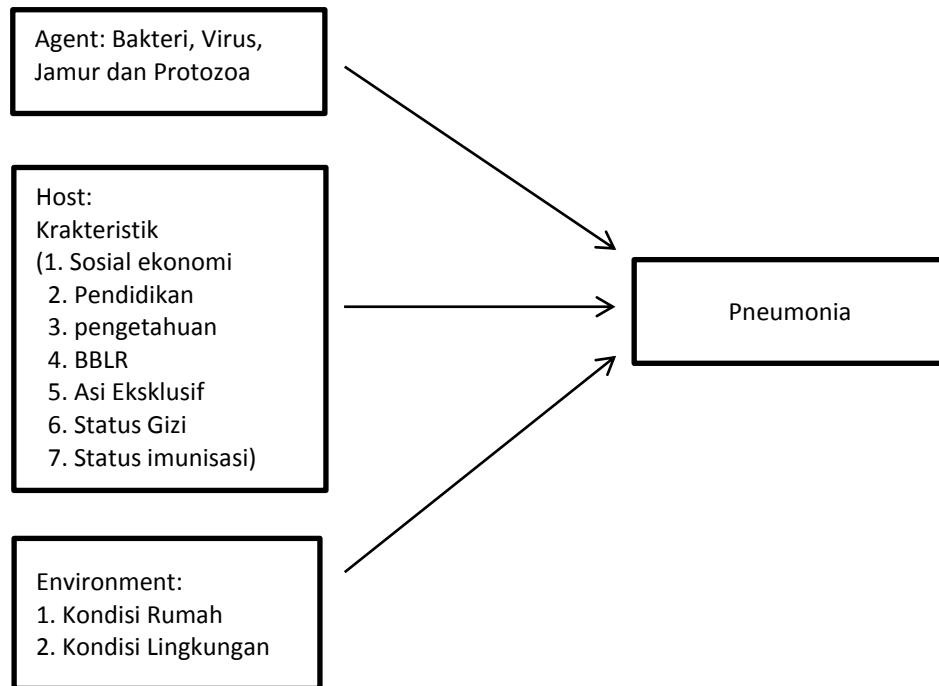 Agent: Bakteri, Virus,
Jamur dan Protozoa
Host:
Krakteristik
(1. Sosial ekonomi
2. Pendidikan
3. pengetahuan
4. BBLR
5. Asi Eksklusif
6. Status Gizi
7. Status imunisasi)
Pneumonia
Environment:
1. Kondisi Rumah
2. Kondisi Lingkungan